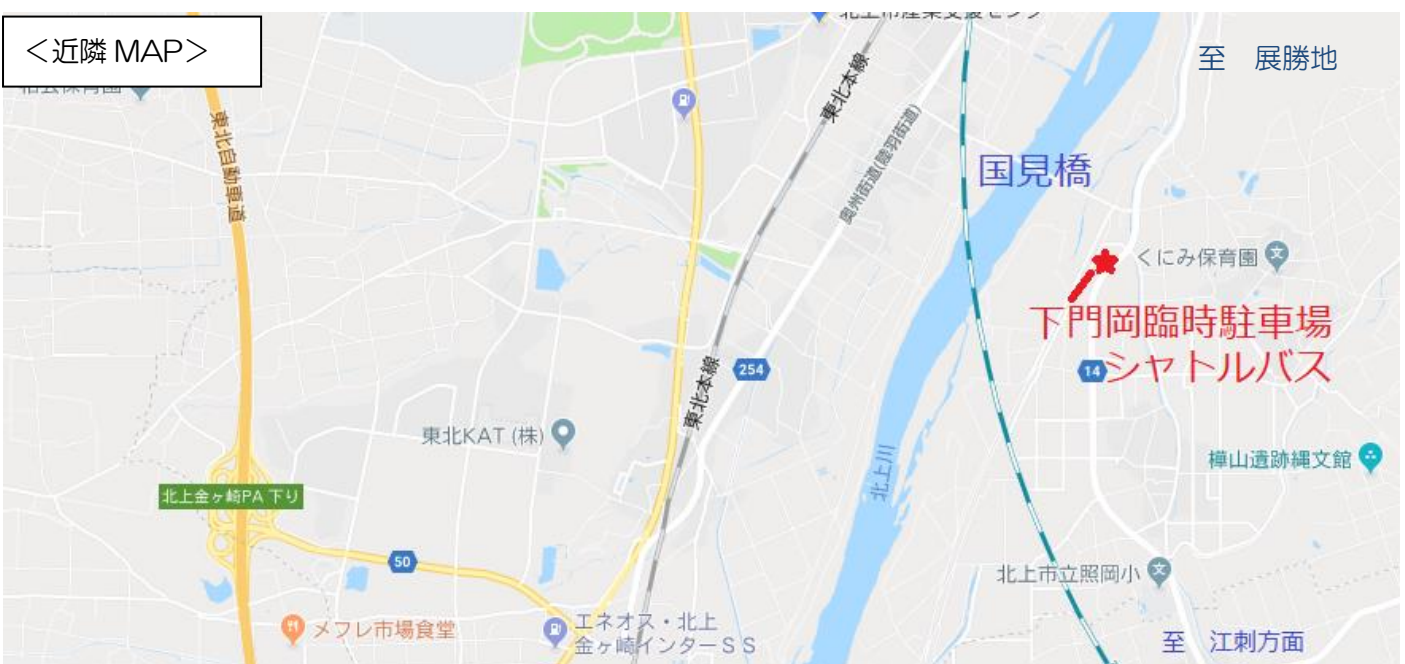 <近隣 MAP>
至 展勝地
東北自動車道
東北本線
奥州街道(陸羽街道)
国見橋
くにみ保育園
下門岡臨時駐車場
シャトルバス
254
14
東北本線
東北KAT (株)
北上川
樺山遺跡縄文館
北上金ヶ崎PA 下り
50
北上市立照岡小
メフレ市場食堂
エネオス・北上
金ヶ崎インターSS
至 江刺方面